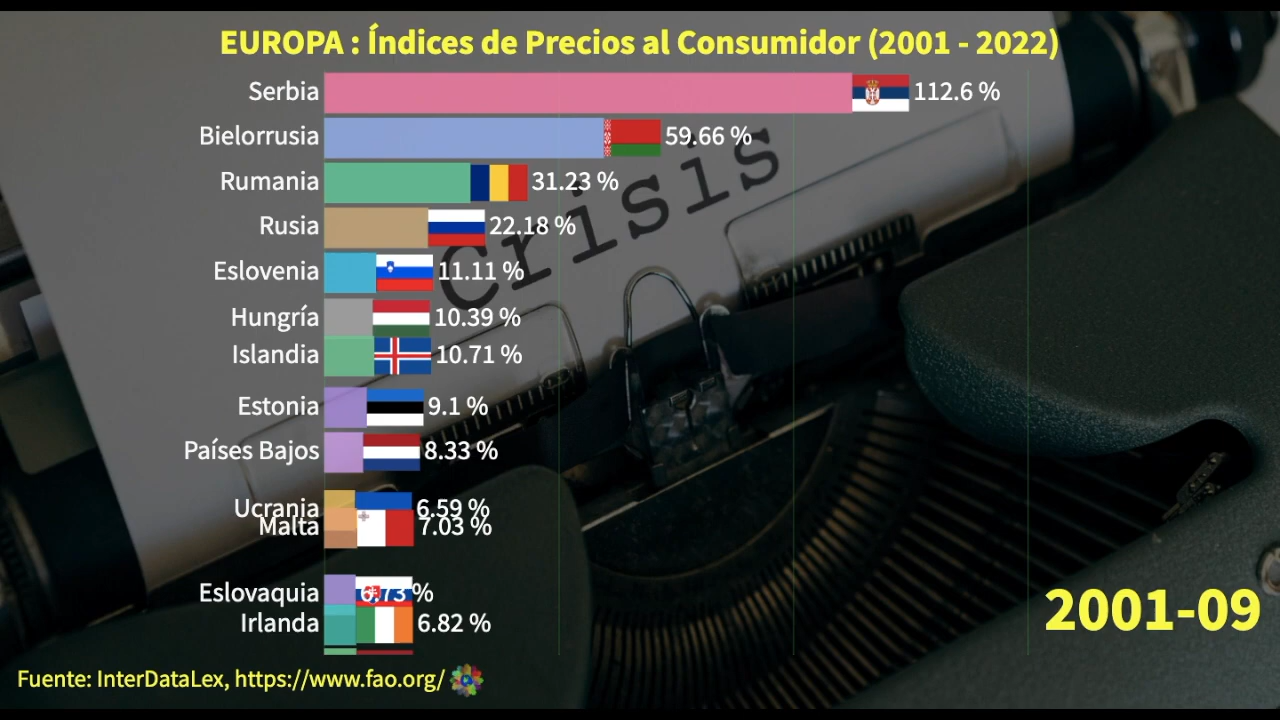 EUROPA : Índices de Precios al Consumidor (2001 - 2022)
Serbia 112.6 %
Bielorrusia 59.66 %
crisis
Rumania 31.23 %
Rusia 22.18 %
Eslovenia 11.11 %
Hungría 10.39 %
Islandia 10.71 %
Estonia 9.1 %
Países Bajos 8.33 %
Ucrania 6.59 %
Malta 7.03 %
Eslovaquia 6.73 %
Irlanda 6.82 %
2001-09
Fuente: InterDataLex, https://www.fao.org/